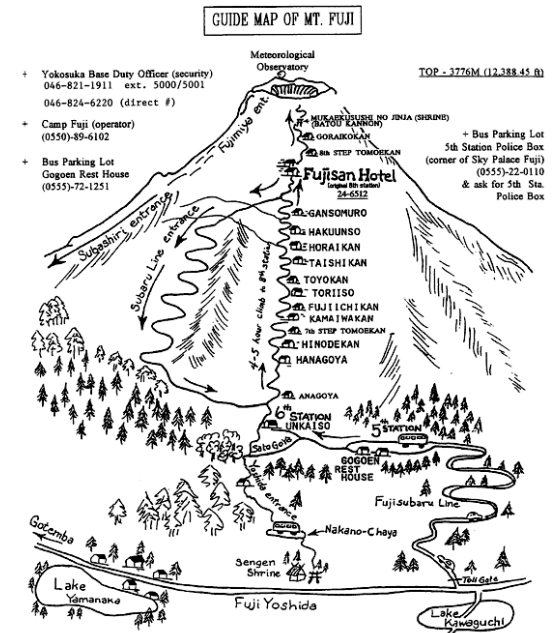 GUIDE MAP OF MT. FUJI
Meteorological
Observatory
+ Yokosuka Base Duty Officer (security)
046-821-1911 ext. 5000/5001
046-824-6220 (direct #)
+ Camp Fuji (operator)
(0550)-89-6102
+ Bus Parking Lot
Gogoen Rest House
(0555)-72-1251
TOP - 3776M (12,388.45 ft)
+ Bus Parking Lot
5th Station Police Box
(corner of Sky Palace Fuji)
(0555)-22-0110
& ask for 5th Sta.
Police Box
Fujimiya ent.
MUKAEKUSUSHI NO JINJA (SHRINE)
(BATOU KANNON)
GORAIKOKAN
8th STEP TOMOEKAN
Fujisan Hotel
(original 8th station)
24-6512
Subashiri entrance
Subaru Line entrance
GANSOMURO
HAKUUNSO
HORAIKAN
TAISHIKAN
TOYOKAN
TORIISO
FUJIICHIKAN
KAMAIWAKAN
7th STEP TOMOEKAN
HINODEKAN
HANAGOYA
4-5 hour climb to 8th station
ANAGOYA
6th STATION
UNKAISO
5th STATION
Sato Goya
GOGOEN
REST
HOUSE
Yoshida entrance
Fujisubaru Line
Nakano-Chaya
Gotemba
Sengen
Shrine
Toll Gate
Lake
Yamanaka
Fuji Yoshida
Lake
Kawaguchi